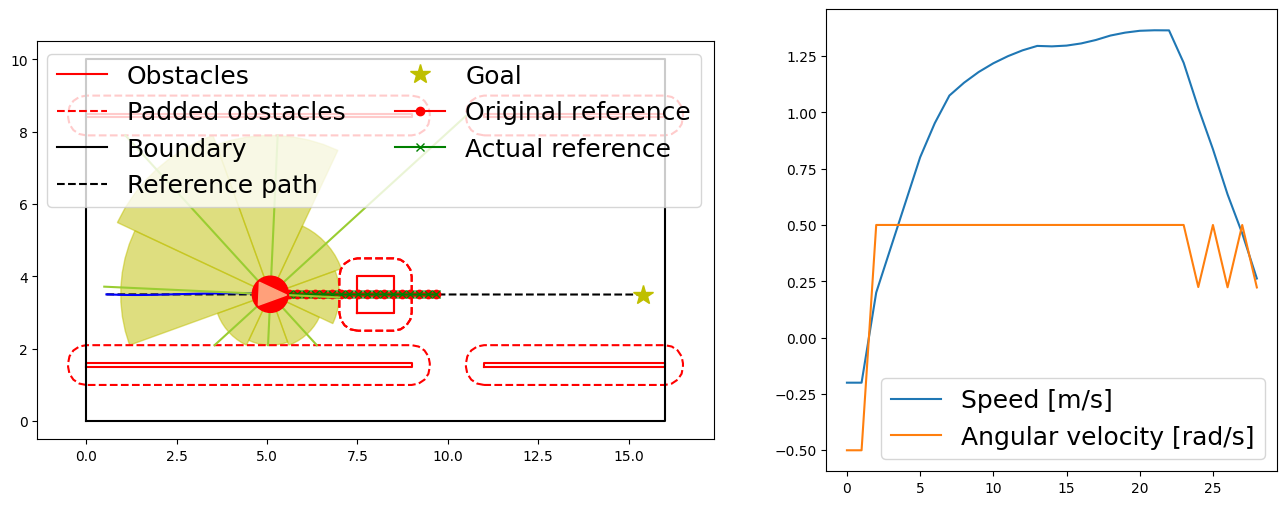 10
8
6
4
2
0
0.0 2.5 5.0 7.5 10.0 12.5 15.0
Obstacles
Padded obstacles
Boundary
Reference path
Goal
Original reference
Actual reference
1.25
1.00
0.75
0.50
0.25
0.00
−0.25
−0.50
0 5 10 15 20 25
Speed [m/s]
Angular velocity [rad/s]